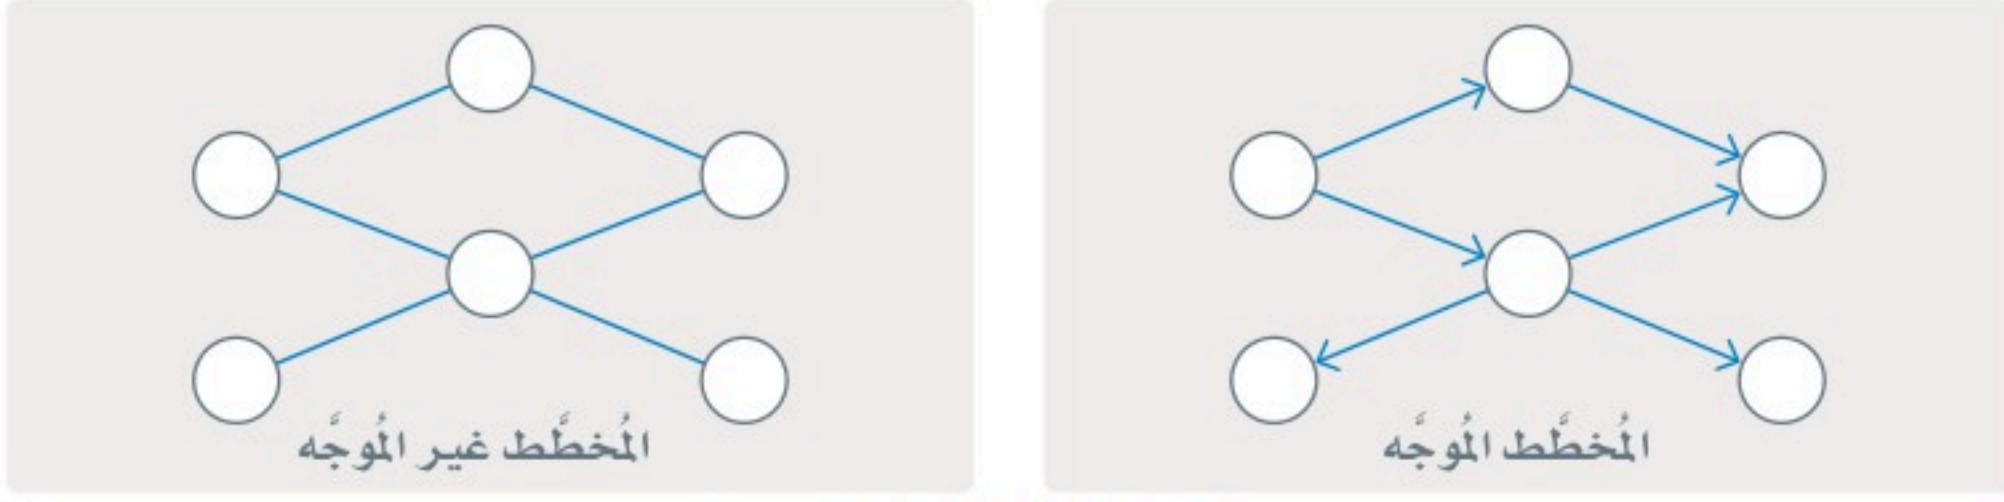 المُخطَّط المُوجَّه
المُخطَّط غير المُوجَّه